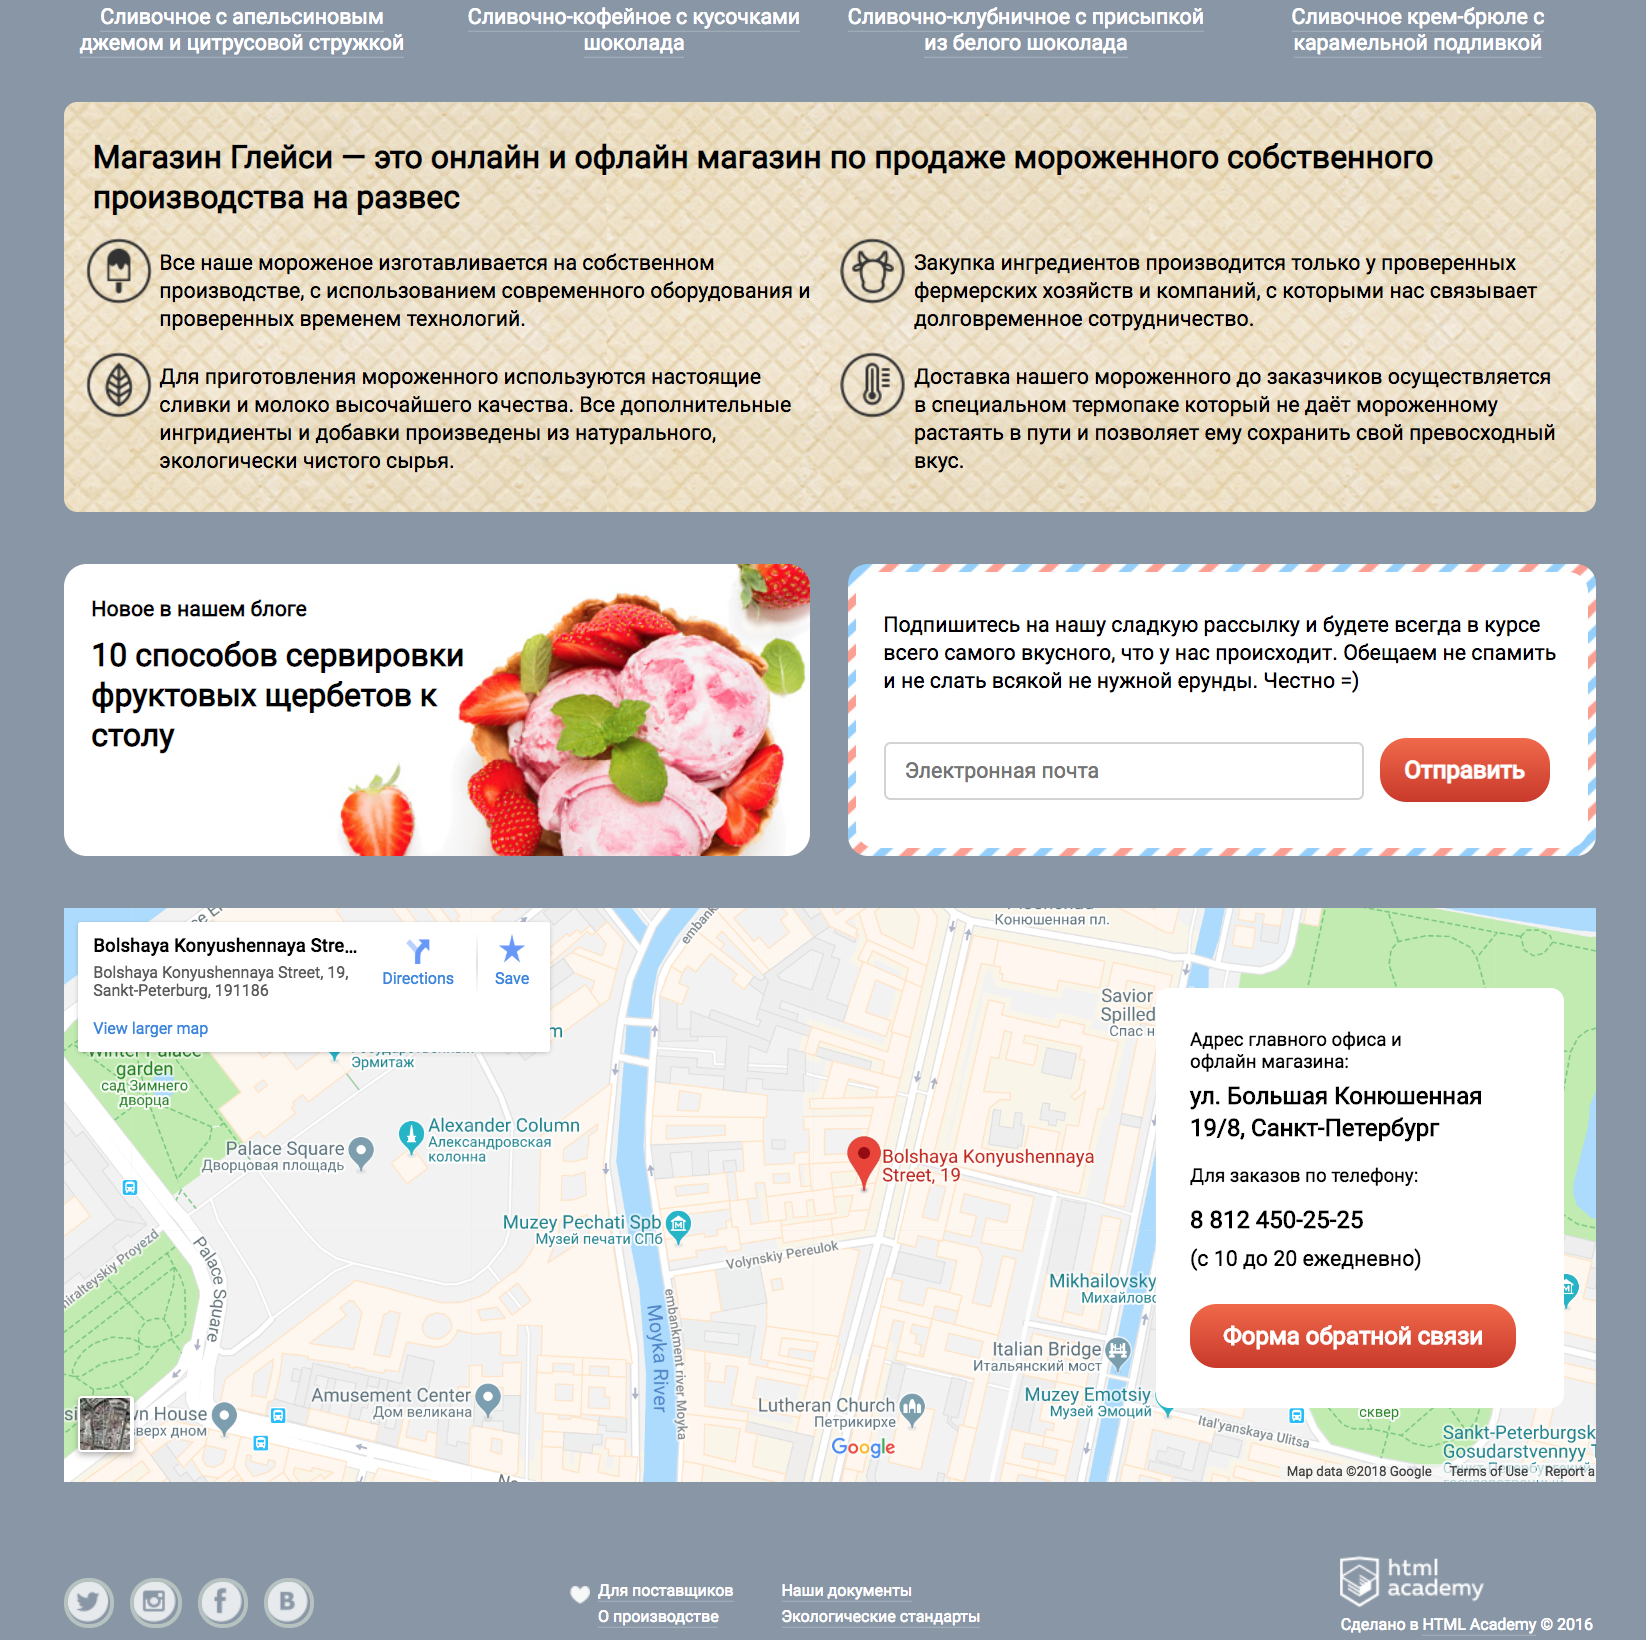 Сливочное с апельсиновым
джемом и цитрусовой стружкой
Сливочно-кофейное с кусочками
шоколада
Сливочно-клубничное с присыпкой
из белого шоколада
Сливочное крем-брюле с
карамельной подливкой
Магазин Глейси — это онлайн и офлайн магазин по продаже мороженного собственного
производства на развес
Все наше мороженое изготавливается на собственном
производстве, с использованием современного оборудования и
проверенных временем технологий.
Закупка ингредиентов производится только у проверенных
фермерских хозяйств и компаний, с которыми нас связывает
долговременное сотрудничество.
Для приготовления мороженного используются настоящие
сливки и молоко высочайшего качества. Все дополнительные
ингридиенты и добавки произведены из натурального,
экологически чистого сырья.
Доставка нашего мороженного до заказчиков осуществляется
в специальном термопаке который не даёт мороженному
растаять в пути и позволяет ему сохранить свой превосходный
вкус.
Новое в нашем блоге
10 способов сервировки
фруктовых щербетов к
столу
Подпишитесь на нашу сладкую рассылку и будете всегда в курсе
всего самого вкусного, что у нас происходит. Обещаем не спамить
и не слать всякой не нужной ерунды. Честно =)
Электронная почта
Отправить
Bolshaya Konyushennaya Stre...
Bolshaya Konyushennaya Street, 19,
Sankt-Peterburg, 191186
Directions
Save
View larger map
embank
Конюшенная пл.
Savior
Spilled
Спас н
Эрмитаж
Winter Palace
garden
сад Зимнего
дворца
Alexander Column
Александровская
колонна
Palace Square
Дворцовая площадь
Bolshaya Konyushennaya
Street, 19
Muzey Pechati Spb
Музей печати СПб
Volynskiy Pereulok
miralteyskiy Proyezd
Palace Square
Moyka River
embankment river Moyka
Mikhailovsky
Михайловс
Italian Bridge
Итальянский мост
Muzey Emotsiy
Музей Эмоций
Amusement Center
Дом великана
Lutheran Church
Петрикирхе
si
vn House
верх дном
Ital'yanskaya Ulitsa
сквер
Sankt-Peterburgsk
Gosudarstvennyy T
Google
Map data ©2018 Google
Terms of Use
Report a
Адрес главного офиса и
офлайн магазина:
ул. Большая Конюшенная
19/8, Санкт-Петербург
Для заказов по телефону:
8 812 450-25-25
(с 10 до 20 ежедневно)
Форма обратной связи
B
Для поставщиков
О производстве
Наши документы
Экологические стандарты
html
academy
Сделано в HTML Academy © 2016